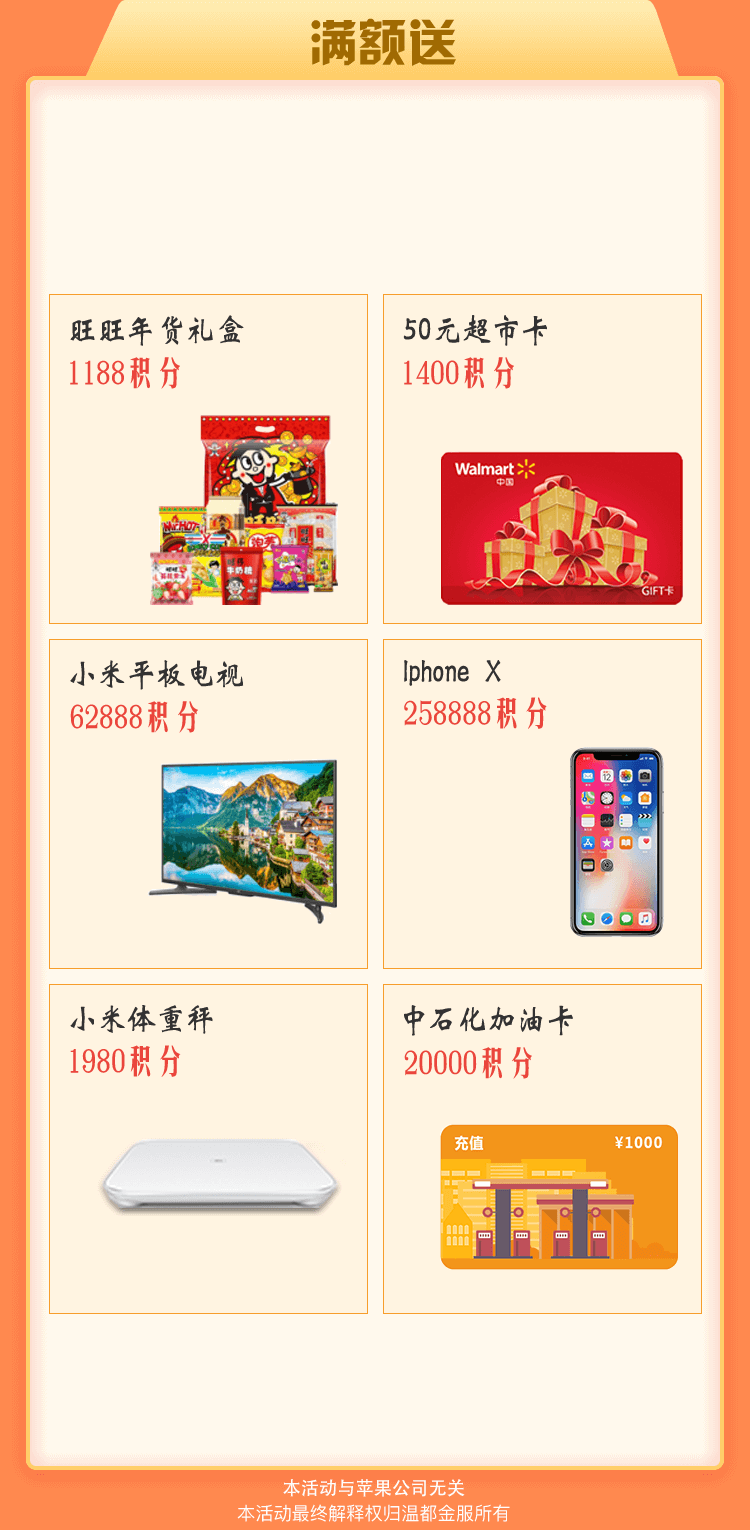 满额送
旺旺年货礼盒
1188积分
50元超市卡
1400积分
Walmart
中国
GIFT卡
小米平板电视
62888积分
Iphone X
258888积分
小米体重秤
1980积分
中石化加油卡
20000积分
充值
¥1000
本活动与苹果公司无关
本活动最终解释权归温都金服所有